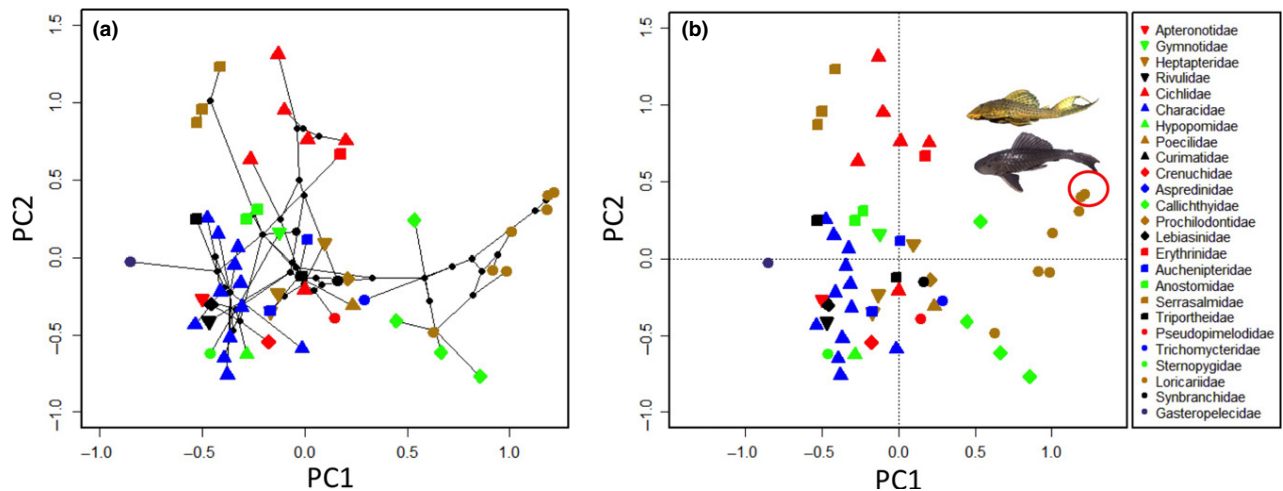 (a)
1.5
1.0
0.5
0.0
–0.5
–1.0
PC2
–1.0
–0.5
0.0
0.5
1.0
PC1
(b)
1.5
1.0
0.5
0.0
–0.5
–1.0
PC2
–1.0
–0.5
0.0
0.5
1.0
PC1
Apteronotidae
Gymnotidae
Heptapteridae
Rivulidae
Cichlidae
Characidae
Hypopomidae
Poecilidae
Curimatidae
Crenuchidae
Aspredinidae
Callichthyidae
Prochilodontidae
Lebiasinidae
Erythrinidae
Auchenipteridae
Anostomidae
Serrasalmidae
Triportheidae
Pseudopimelodidae
Trichomycteridae
Sternopygidae
Loricariidae
Synbranchidae
Gasteropelecidae